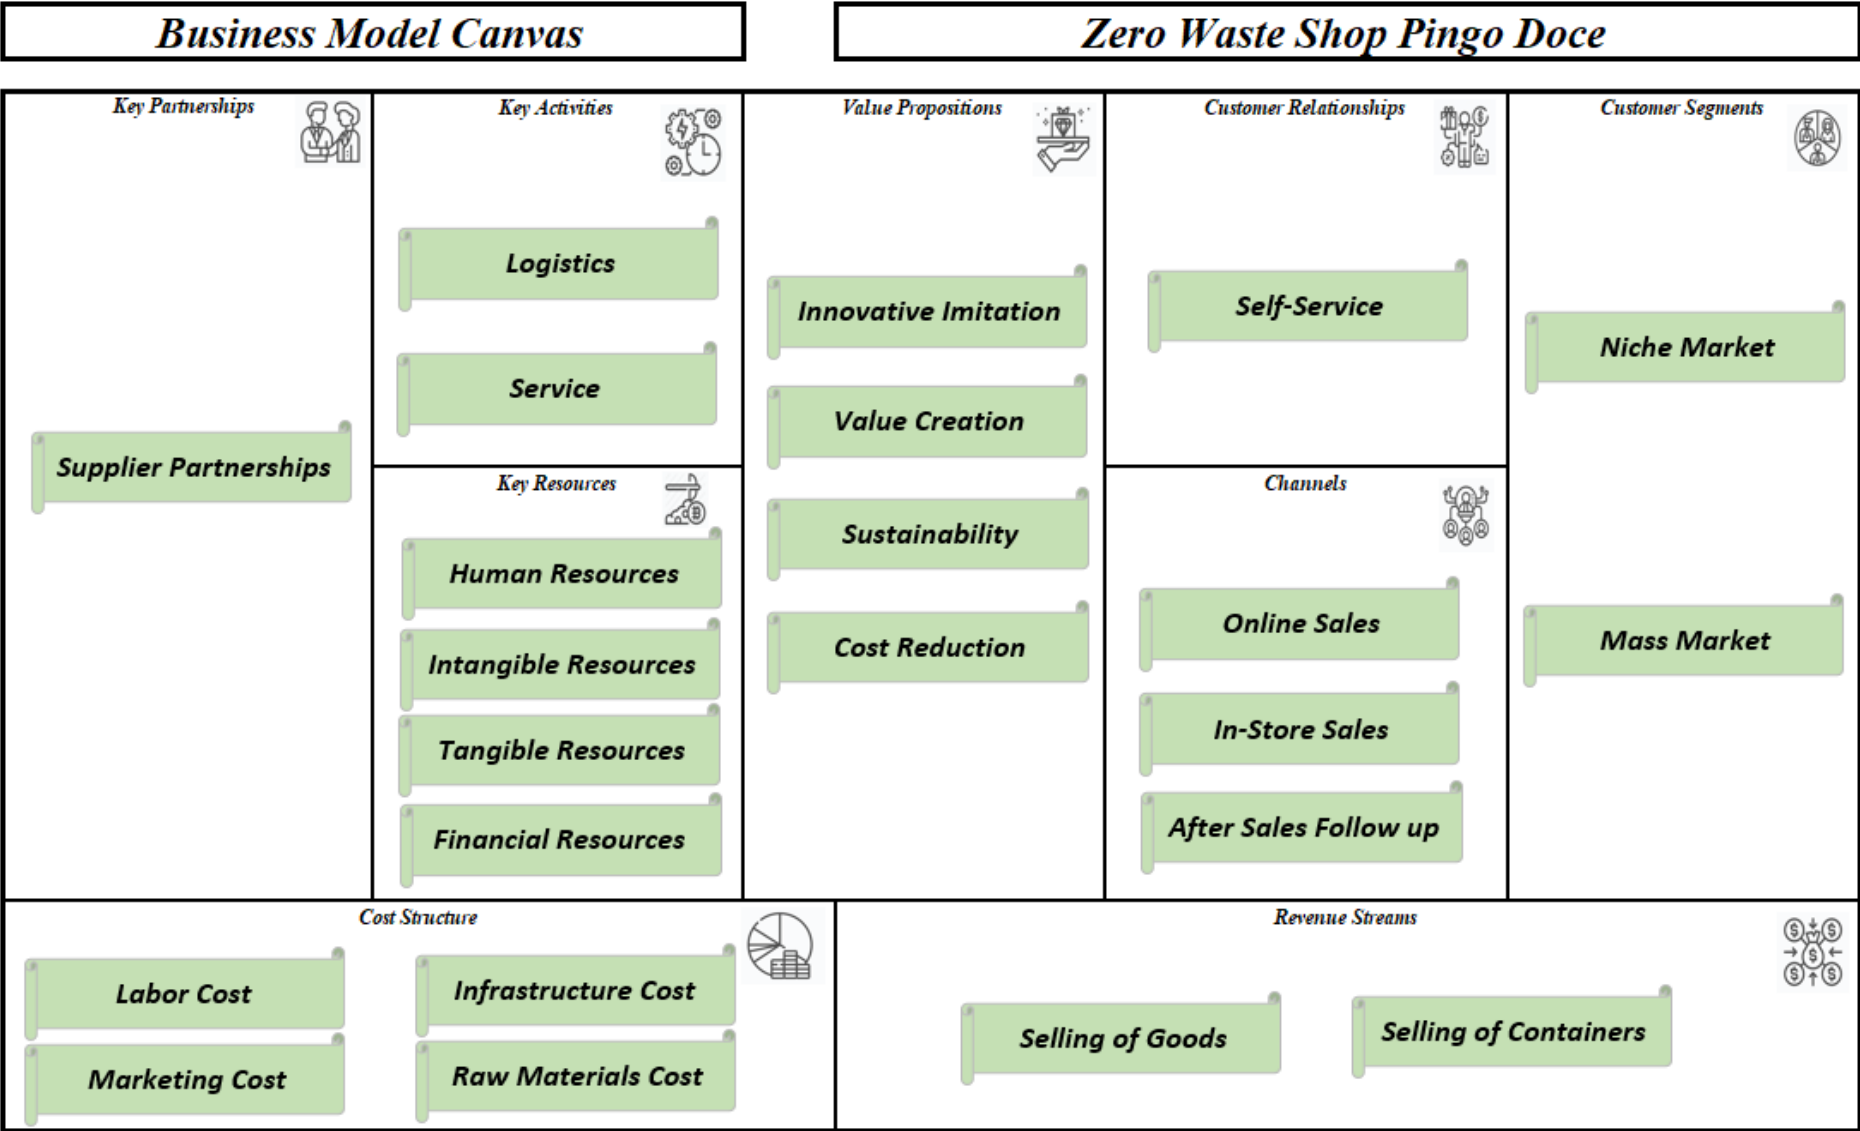 Business Model Canvas
Zero Waste Shop Pingo Doce
Key Partnerships
Supplier Partnerships
Key Activities
Logistics
Service
Key Resources
Human Resources
Intangible Resources
Tangible Resources
Financial Resources
Value Propositions
Innovative Imitation
Value Creation
Sustainability
Cost Reduction
Customer Relationships
Self-Service
Channels
Online Sales
In-Store Sales
After Sales Follow up
Customer Segments
Niche Market
Mass Market
Cost Structure
Labor Cost
Infrastructure Cost
Marketing Cost
Raw Materials Cost
Revenue Streams
Selling of Goods
Selling of Containers